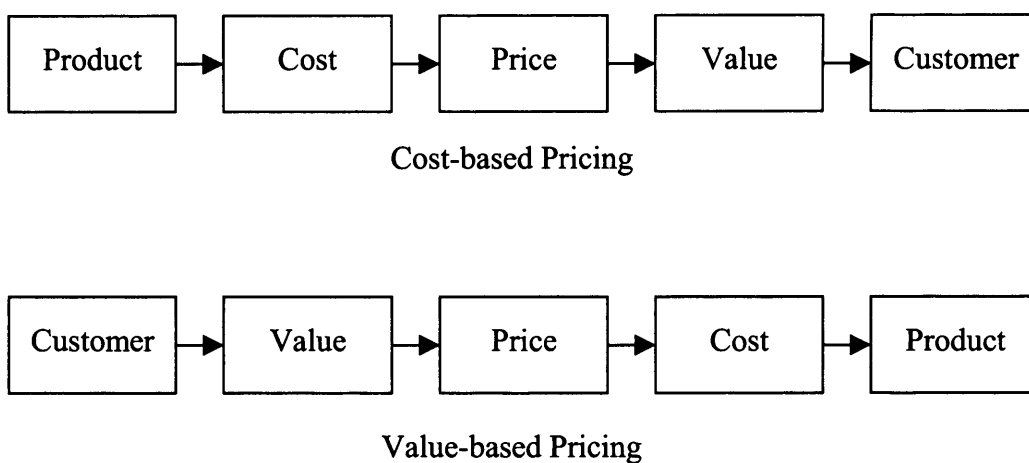 Product Cost Price Value Customer
Cost-based Pricing
Customer Value Price Cost Product
Value-based Pricing